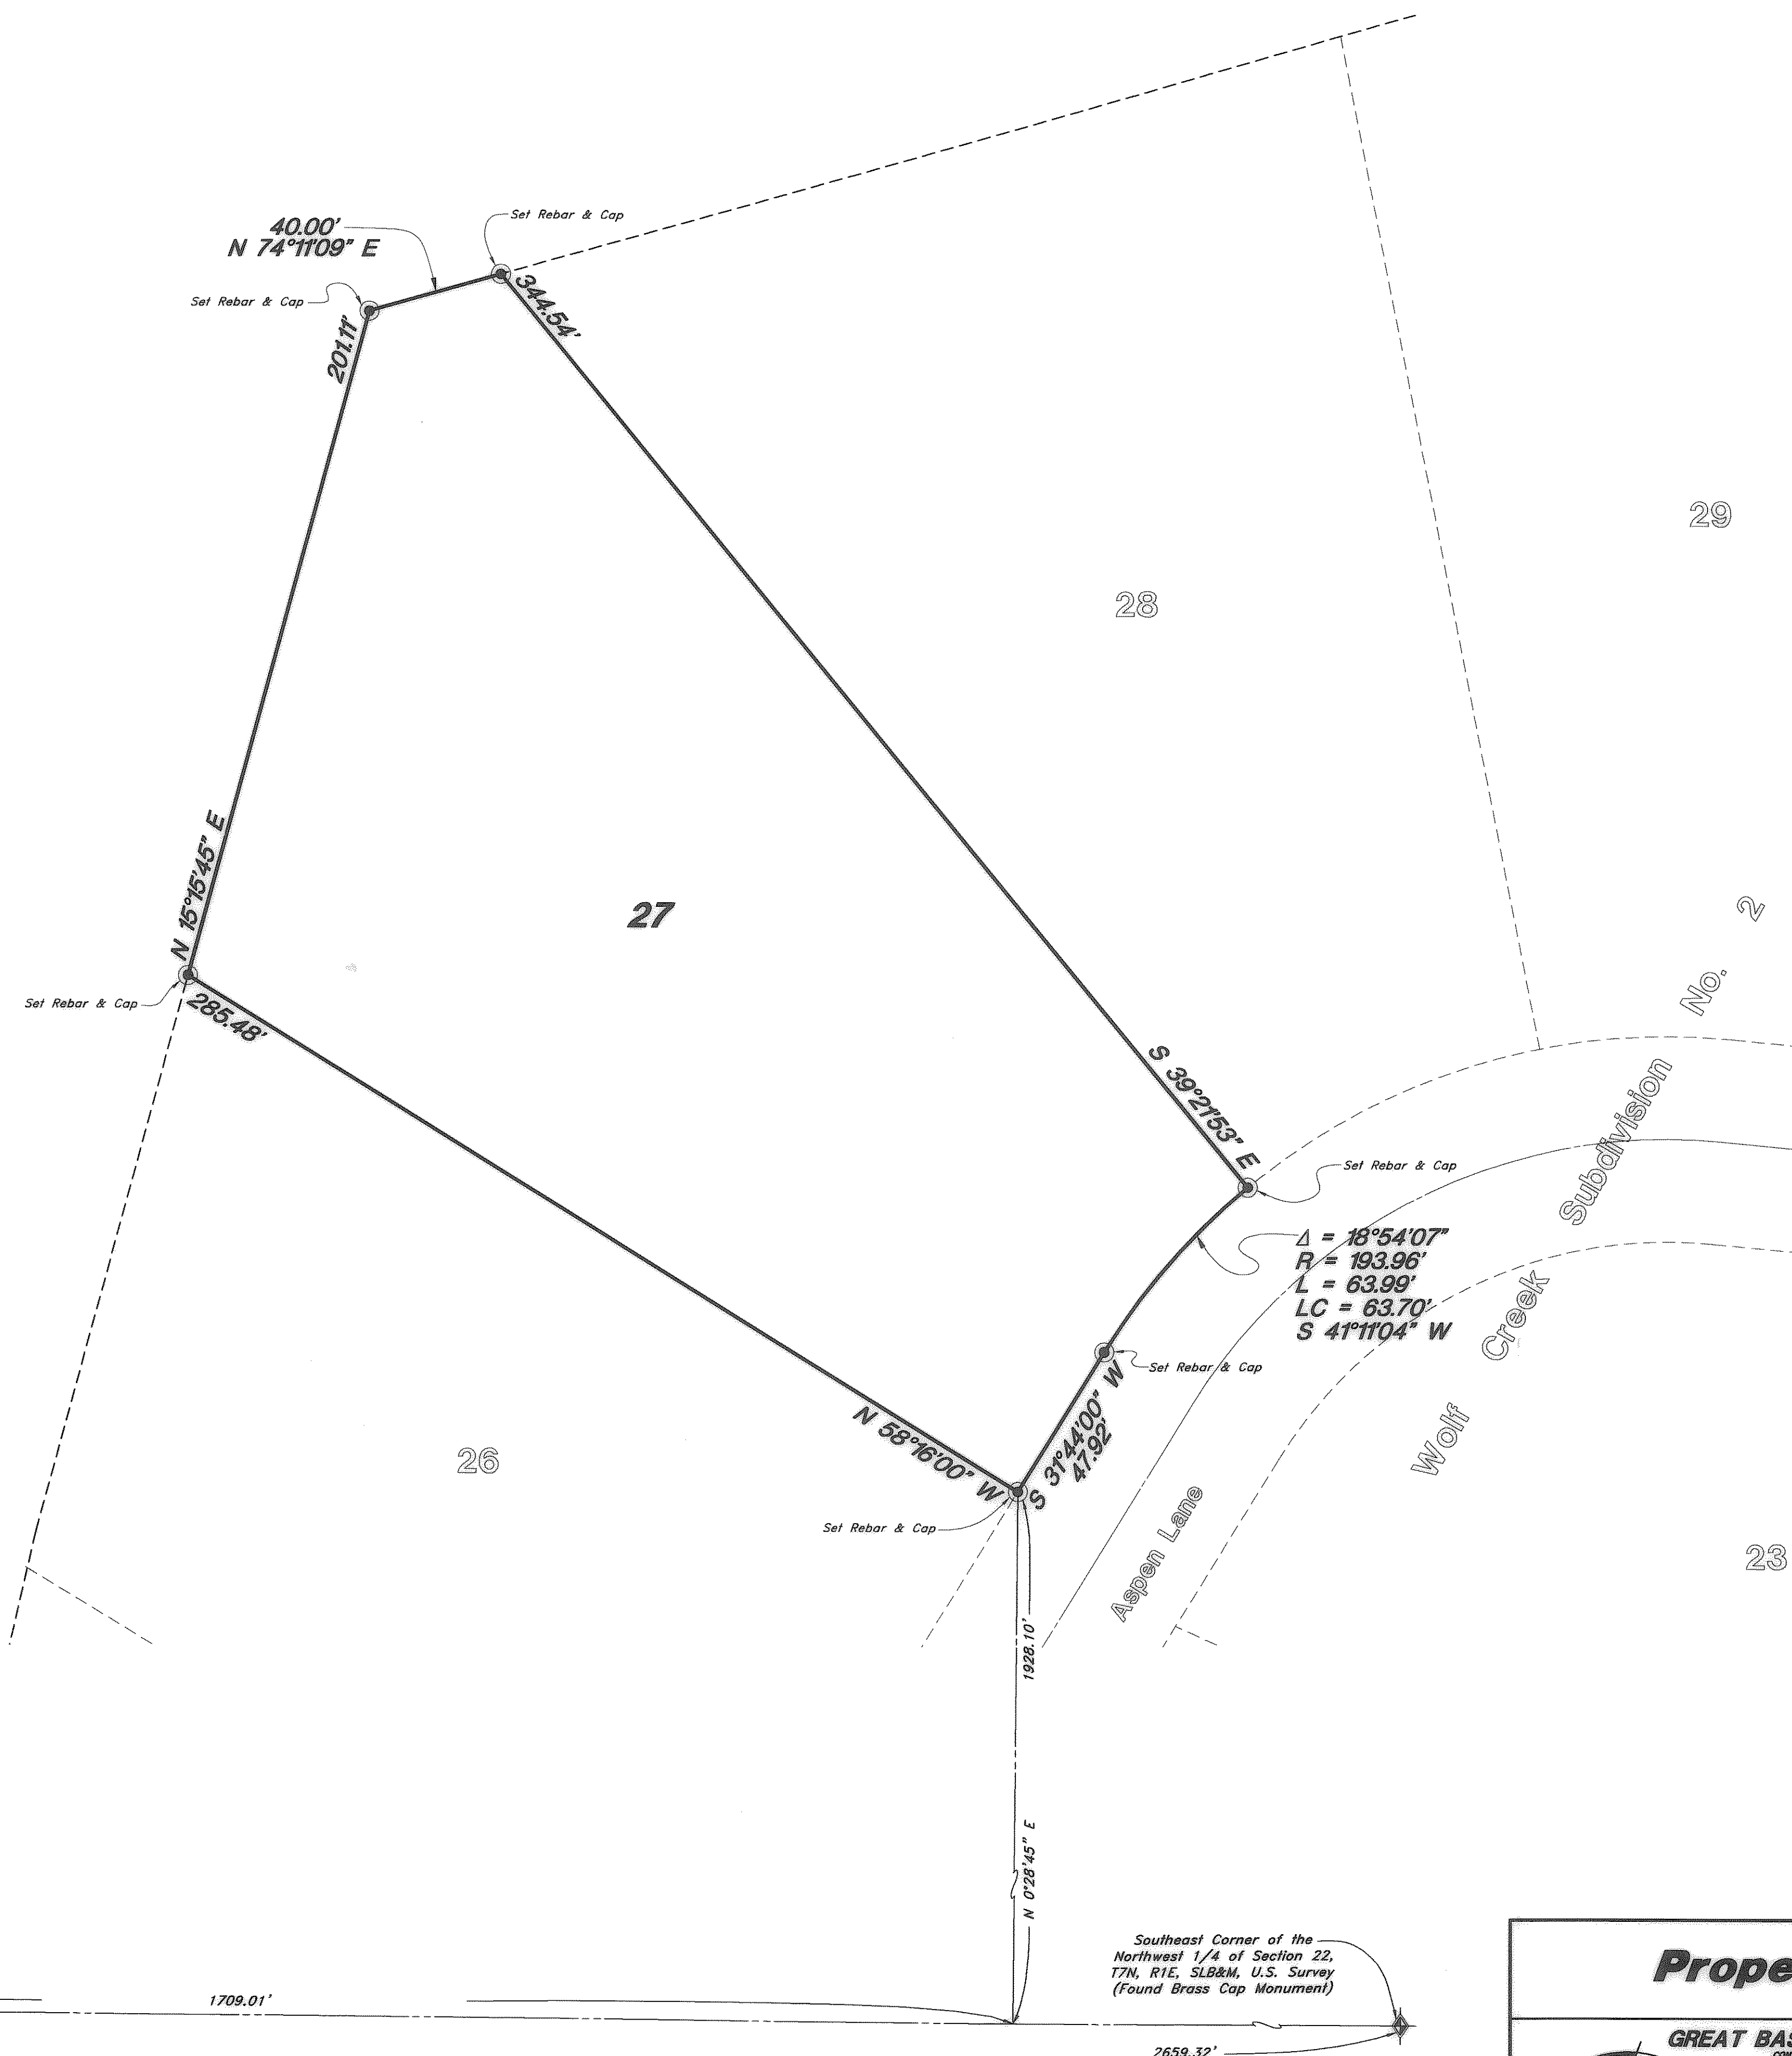 40.00'
N 74°11'09" E
Set Rebar & Cap
Set Rebar & Cap
344.54'
201.11'
29
28
N 15°15'45" E
27
2
No.
Set Rebar & Cap
285.48'
S 39°21'53" E
Subdivision
Set Rebar & Cap
Δ = 18°54'07"
R = 193.96'
L = 63.99'
LC = 63.70'
S 41°11'04" W
Creek
Set Rebar & Cap
Wolf
N 58°16'00" W
S 31°44'00" W
47.92'
26
Set Rebar & Cap
Aspen Lane
23
1928.10'
N 0°28'45" E
Southeast Corner of the
Northwest 1/4 of Section 22,
T7N, R1E, SLB&M, U.S. Survey
(Found Brass Cap Monument)
Prope
1709.01'
GREAT BAS
2659.32'